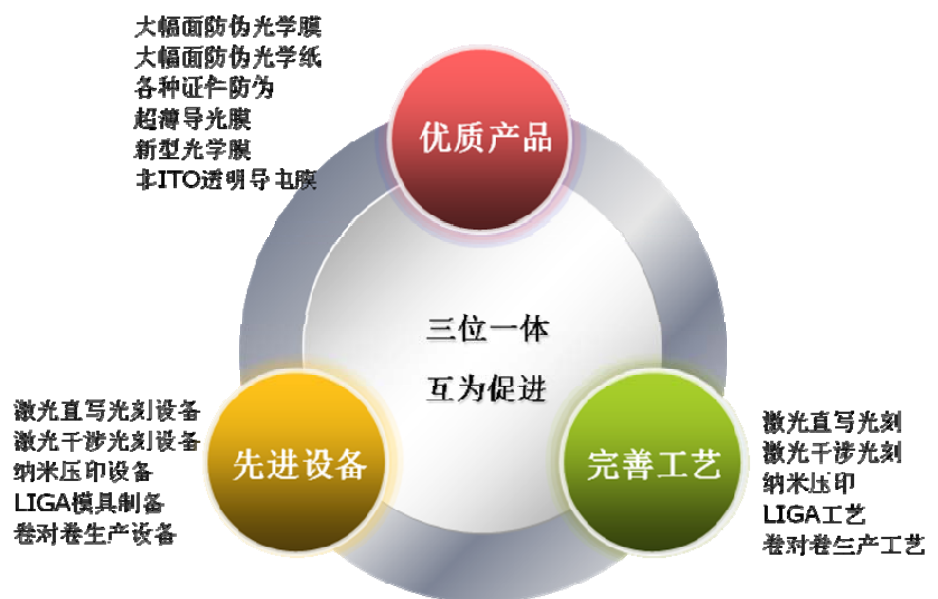 大幅面防伪光学膜
大幅面防伪光学纸
各种证件防伪
超薄导光膜
新型光学膜
非ITO透明导电膜
优质产品
三位一体
互为促进
先进设备
激光直写光刻设备
激光干涉光刻设备
纳米压印设备
LIGA模具制备
卷对卷生产设备
完善工艺
激光直写光刻
激光干涉光刻
纳米压印
LIGA工艺
卷对卷生产工艺